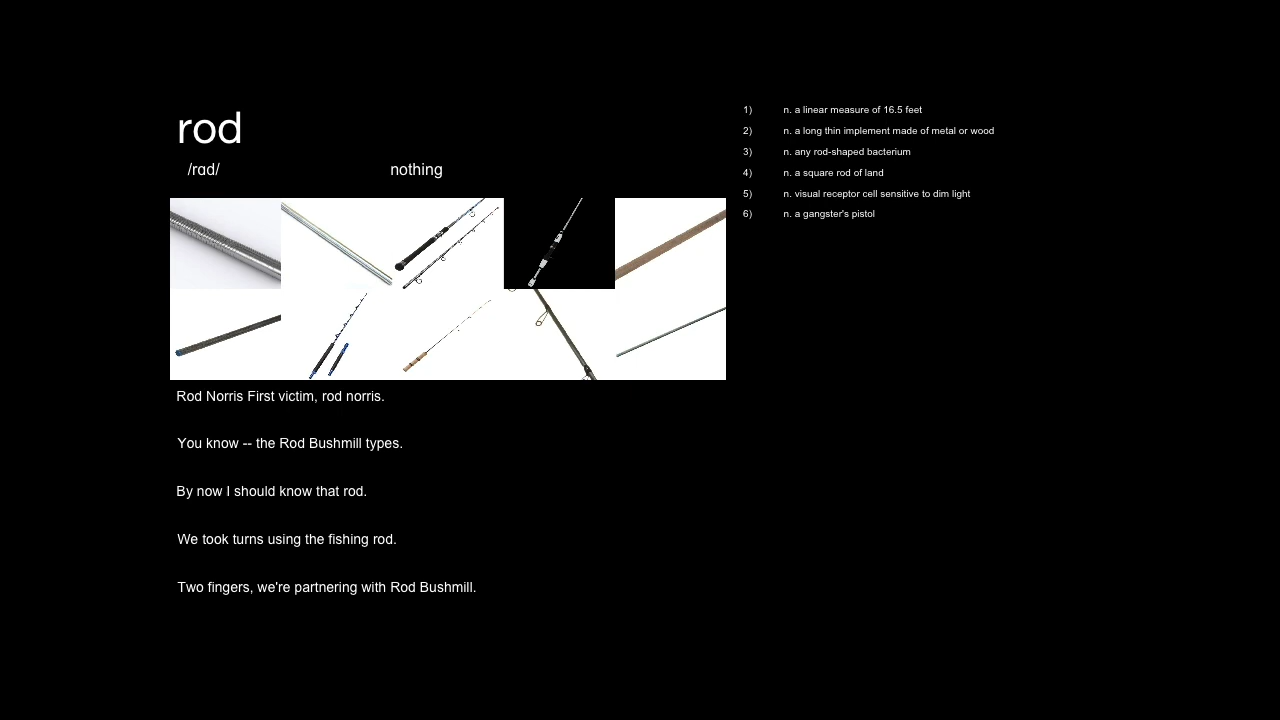 rod
/rɑd/
nothing
1) n. a linear measure of 16.5 feet
2) n. a long thin implement made of metal or wood
3) n. any rod-shaped bacterium
4) n. a square rod of land
5) n. visual receptor cell sensitive to dim light
6) n. a gangster's pistol
Rod Norris First victim, rod norris.
You know -- the Rod Bushmill types.
By now I should know that rod.
We took turns using the fishing rod.
Two fingers, we're partnering with Rod Bushmill.